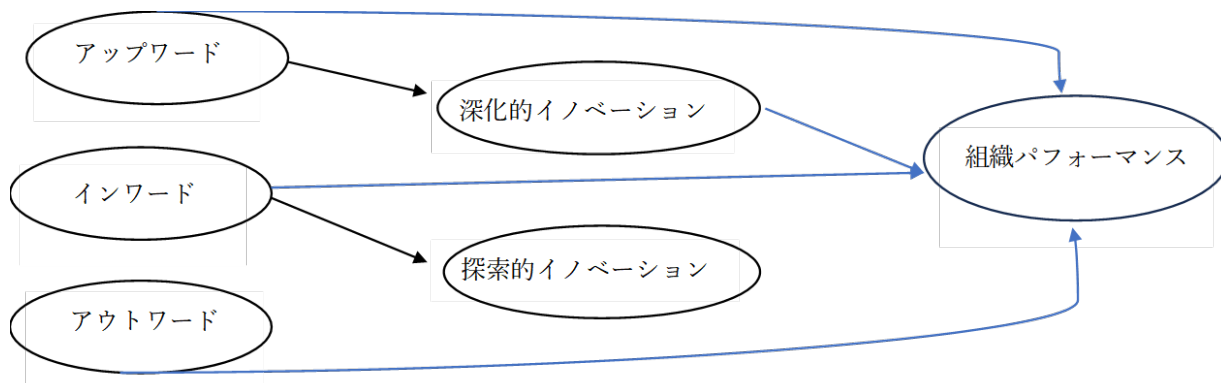 アップワード
深化的イノベーション
組織パフォーマンス
インワード
探索的イノベーション
アウトワード